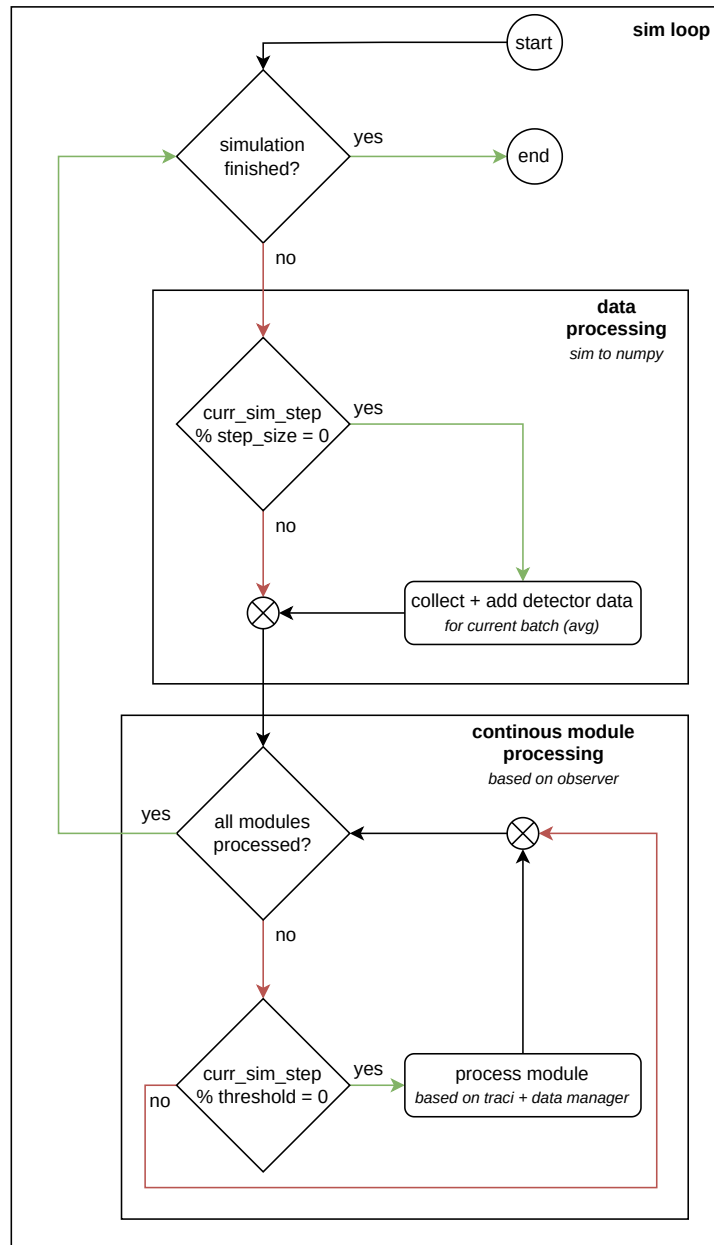 sim loop
start
simulation
finished?
yes
end
no
data
processing
sim to numpy
curr_sim_step
% step_size = 0
yes
no
collect + add detector data
for current batch (avg)
continous module
processing
based on observer
yes
all modules
processed?
no
curr_sim_step
% threshold = 0
yes
no
process module
based on traci + data manager